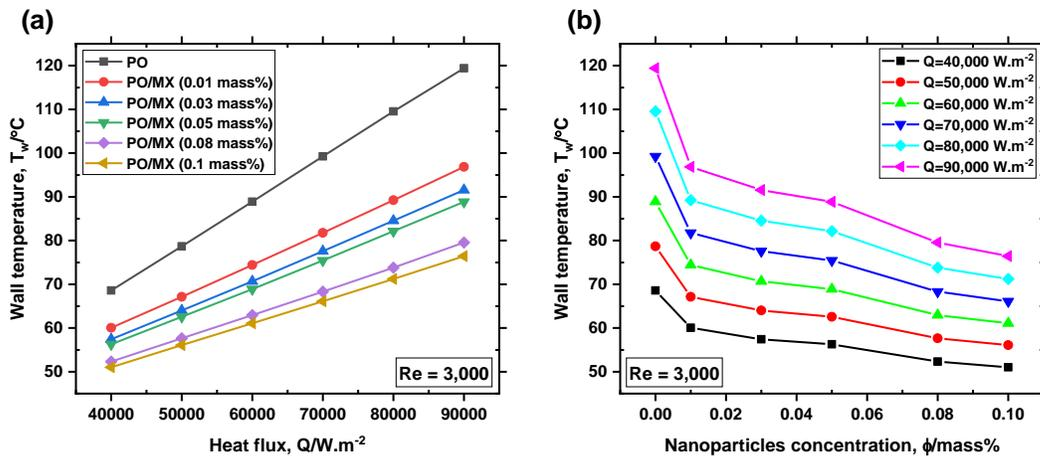 (a)
120
110
100
90
80
70
60
50
Wall temperature, T_w/°C
PO
PO/MX (0.01 mass%)
PO/MX (0.03 mass%)
PO/MX (0.05 mass%)
PO/MX (0.08 mass%)
PO/MX (0.1 mass%)
Re = 3,000
40000 50000 60000 70000 80000 90000
Heat flux, Q/W.m⁻²
(b)
120
110
100
90
80
70
60
50
Wall temperature, T_w/°C
Q=40,000 W.m⁻²
Q=50,000 W.m⁻²
Q=60,000 W.m⁻²
Q=70,000 W.m⁻²
Q=80,000 W.m⁻²
Q=90,000 W.m⁻²
Re = 3,000
0.00 0.02 0.04 0.06 0.08 0.10
Nanoparticles concentration, ϕ/mass%